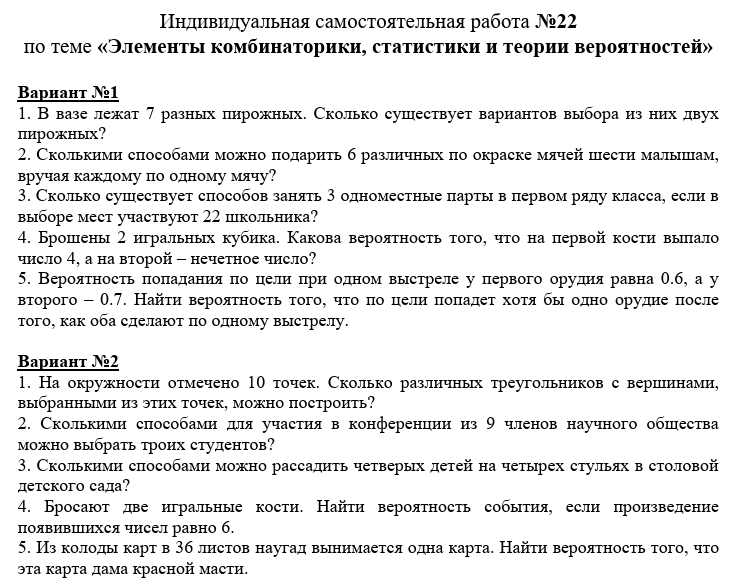 Индивидуальная самостоятельная работа №22
по теме «Элементы комбинаторики, статистики и теории вероятностей»
Вариант №1
1. В вазе лежат 7 разных пирожных. Сколько существует вариантов выбора из них двух
пирожных?
2. Сколькими способами можно подарить 6 различных по окраске мячей шести малышам,
вручая каждому по одному мячу?
3. Сколько существует способов занять 3 одноместные парты в первом ряду класса, если в
выборе мест участвуют 22 школьника?
4. Брошены 2 игральных кубика. Какова вероятность того, что на первой кости выпало
число 4, а на второй – нечетное число?
5. Вероятность попадания по цели при одном выстреле у первого орудия равна 0.6, а у
второго – 0.7. Найти вероятность того, что по цели попадет хотя бы одно орудие после
того, как оба сделают по одному выстрелу.
Вариант №2
1. На окружности отмечено 10 точек. Сколько различных треугольников с вершинами,
выбранными из этих точек, можно построить?
2. Сколькими способами для участия в конференции из 9 членов научного общества
можно выбрать троих студентов?
3. Сколькими способами можно рассадить четверых детей на четырех стульях в столовой
детского сада?
4. Бросают две игральные кости. Найти вероятность события, если произведение
появившихся чисел равно 6.
5. Из колоды карт в 36 листов наугад вынимается одна карта. Найти вероятность того, что
эта карта дама красной масти.